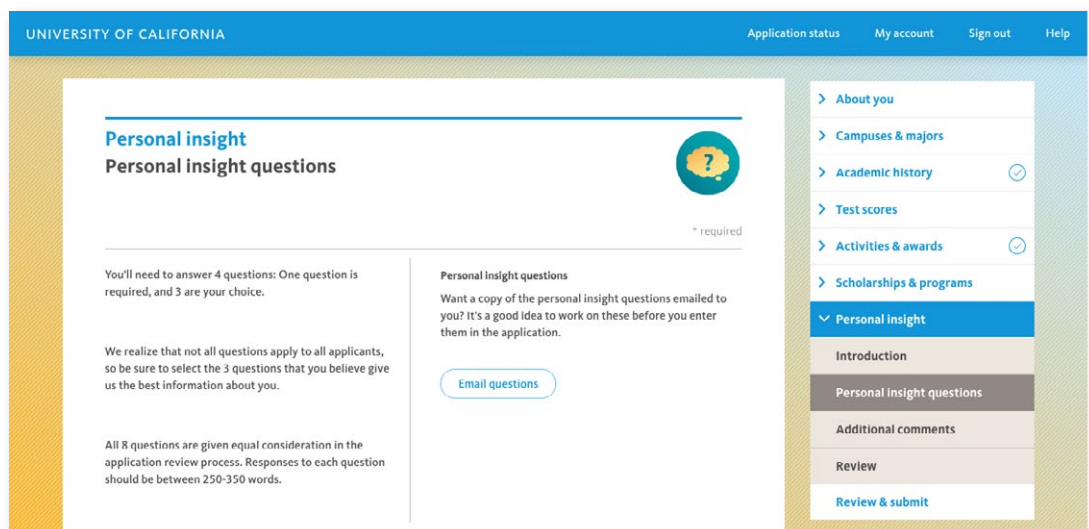 UNIVERSITY OF CALIFORNIA
Application status
My account
Sign out
Help
Personal insight
Personal insight questions
?
* required
You'll need to answer 4 questions: One question is
required, and 3 are your choice.
We realize that not all questions apply to all applicants,
so be sure to select the 3 questions that you believe give
us the best information about you.
All 8 questions are given equal consideration in the
application review process. Responses to each question
should be between 250-350 words.
Personal insight questions
Want a copy of the personal insight questions emailed to
you? It's a good idea to work on these before you enter
them in the application.
Email questions
About you
Campuses & majors
Academic history
Test scores
Activities & awards
Scholarships & programs
Personal insight
Introduction
Personal insight questions
Additional comments
Review
Review & submit